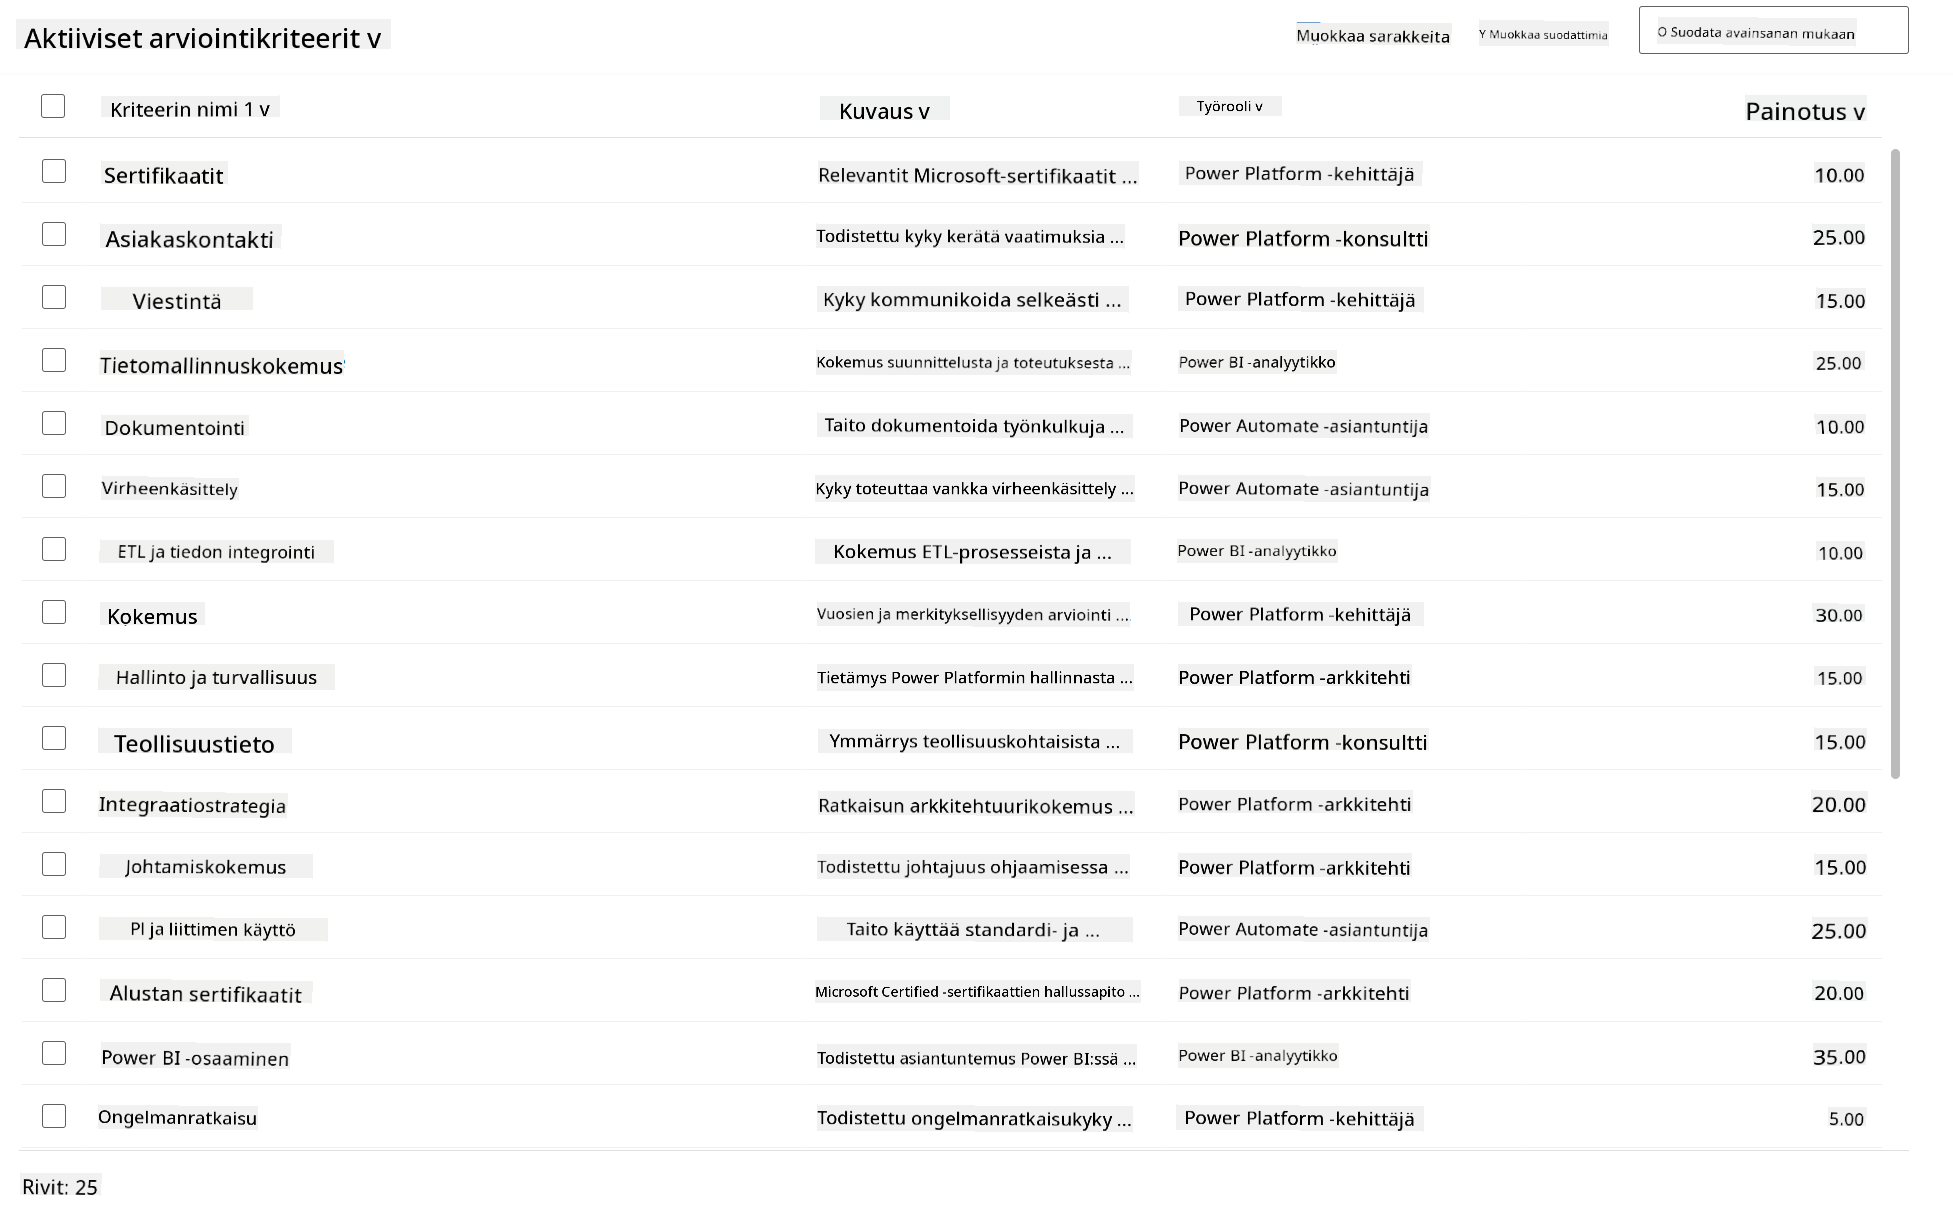 Aktiiviset arviointikriteerit v
Muokkaa sarakkeita
Y Muokkaa suodattimia
O Suodata avainsanan mukaan
Kriteerin nimi 1 v Kuvaus v Työrooli v Painotus v
Sertifikaatit Relevantit Microsoft-sertifikaatit ... Power Platform -kehittäjä 10.00
Asiakaskontakti Todistettu kyky kerätä vaatimuksia ... Power Platform -konsultti 25.00
Viestintä Kyky kommunikoida selkeästi ... Power Platform -kehittäjä 15.00
Tietomallinnuskokemus Kokemus suunnittelusta ja toteutuksesta ... Power BI -analyytikko 25.00
Dokumentointi Taito dokumentoida työnkulkuja ... Power Automate -asiantuntija 10.00
Virheenkäsittely Kyky toteuttaa vankka virheenkäsittely ... Power Automate -asiantuntija 15.00
ETL ja tiedon integrointi Kokemus ETL-prosesseista ja ... Power BI -analyytikko 10.00
Kokemus Vuosien ja merkityksellisyyden arviointi ... Power Platform -kehittäjä 30.00
Hallinto ja turvallisuus Tietämys Power Platformin hallinnasta ... Power Platform -arkkitehti 15.00
Teollisuustieto Ymmärrys teollisuuskohtaisista ... Power Platform -konsultti 15.00
Integraatiostrategia Ratkaisun arkkitehtuurikokemus ... Power Platform -arkkitehti 20.00
Johtamiskokemus Todistettu johtajuus ohjaamisessa ... Power Platform -arkkitehti 15.00
PI ja liittimen käyttö Taito käyttää standardi- ja ... Power Automate -asiantuntija 25.00
Alustan sertifikaatit Microsoft Certified -sertifikaattien hallussapito ... Power Platform -arkkitehti 20.00
Power BI -osaaminen Todistettu asiantuntemus Power BI:ssä ... Power BI -analyytikko 35.00
Ongelmanratkaisu Todistettu ongelmanratkaisukyky ... Power Platform -kehittäjä 5.00
Rivit: 25